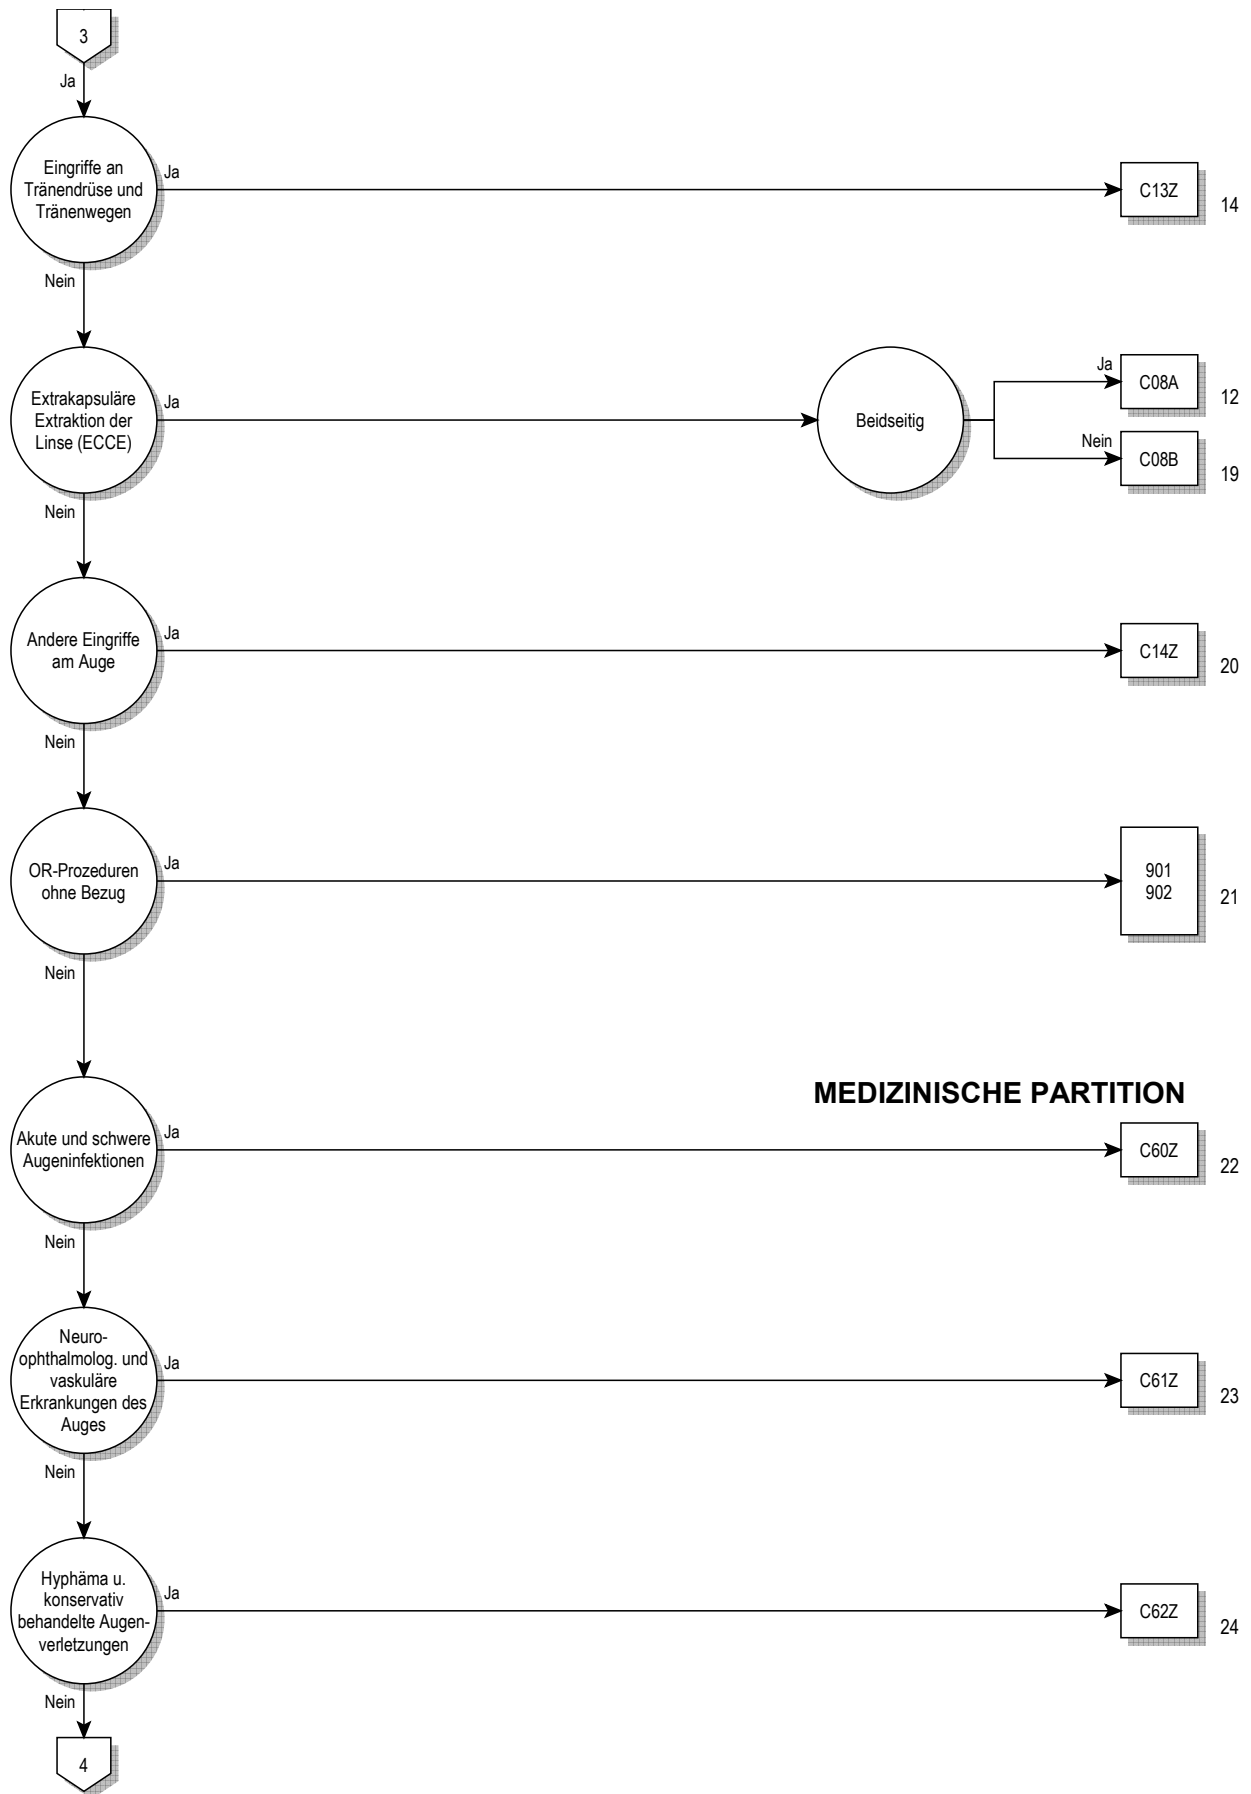 3
Ja
Eingriffe an
Tränendrüse und
Tränenwegen
Ja
C13Z
14
Nein
Extrakapsuläre
Extraktion der
Linse (ECCE)
Ja
Beidseitig
Ja
C08A
12
Nein
C08B
19
Nein
Andere Eingriffe
am Auge
Ja
C14Z
20
Nein
OR-Prozeduren
ohne Bezug
Ja
901
902
21
Nein
MEDIZINISCHE PARTITION
Akute und schwere
Augeninfektionen
Ja
C60Z
22
Nein
Neuro-
ophthalmolog. und
vaskuläre
Erkrankungen des
Auges
Ja
C61Z
23
Nein
Hyphäma u.
konservativ
behandelte Augen-
verletzungen
Ja
C62Z
24
Nein
4